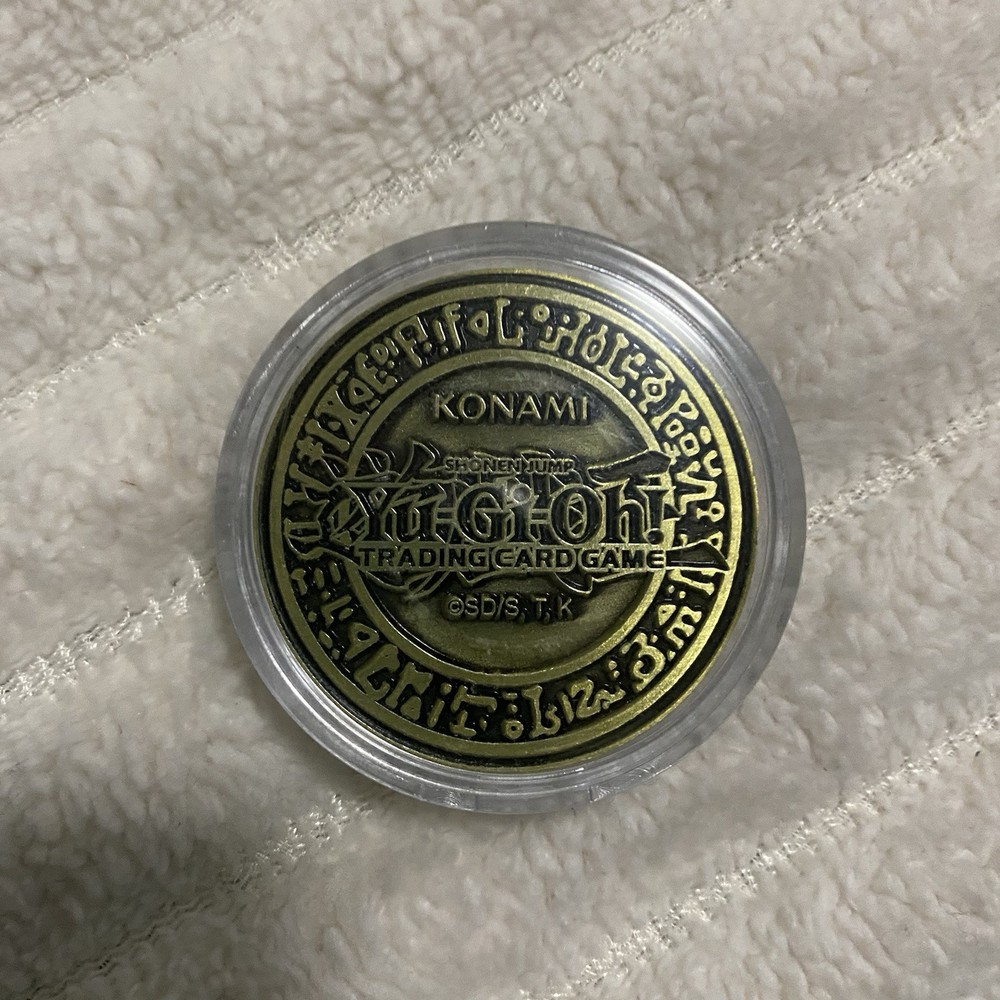 KONAMI
SHONEN JUMP
Yu-Gi-Oh!
TRADING CARD GAME
©SD/S, T, K